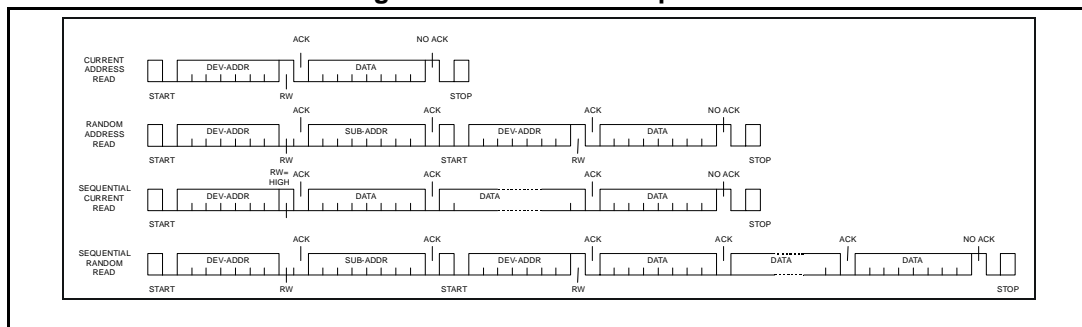 ACK NO ACK
CURRENT
ADDRESS
READ
DEV-ADDR DATA
START RW STOP
ACK ACK ACK NO ACK
RANDOM
ADDRESS
READ
DEV-ADDR SUB-ADDR DEV-ADDR DATA
START RW START RW STOP
RW=
HIGH ACK ACK ACK NO ACK
SEQUENTIAL
CURRENT
READ
DEV-ADDR DATA DATA DATA
START STOP
ACK ACK ACK ACK ACK NO ACK
SEQUENTIAL
RANDOM
READ
DEV-ADDR SUB-ADDR DEV-ADDR DATA DATA DATA
START RW START RW STOP